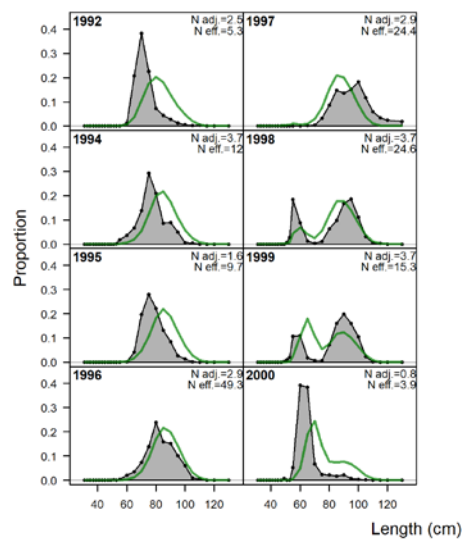 1992
N adj.=2.5
N eff.=5.3
1997
N adj.=2.9
N eff.=24.4
0.4
0.3
0.2
0.1
0.0
1994
N adj.=3.7
N eff.=12
1998
N adj.=3.7
N eff.=24.6
0.4
0.3
0.2
0.1
0.0
1995
N adj.=1.6
N eff.=9.7
1999
N adj.=3.7
N eff.=15.3
0.4
0.3
0.2
0.1
0.0
1996
N adj.=2.9
N eff.=49.3
2000
N adj.=0.8
N eff.=3.9
0.4
0.3
0.2
0.1
0.0
Proportion
40 60 80 100 120 40 60 80 100 120
Length (cm)